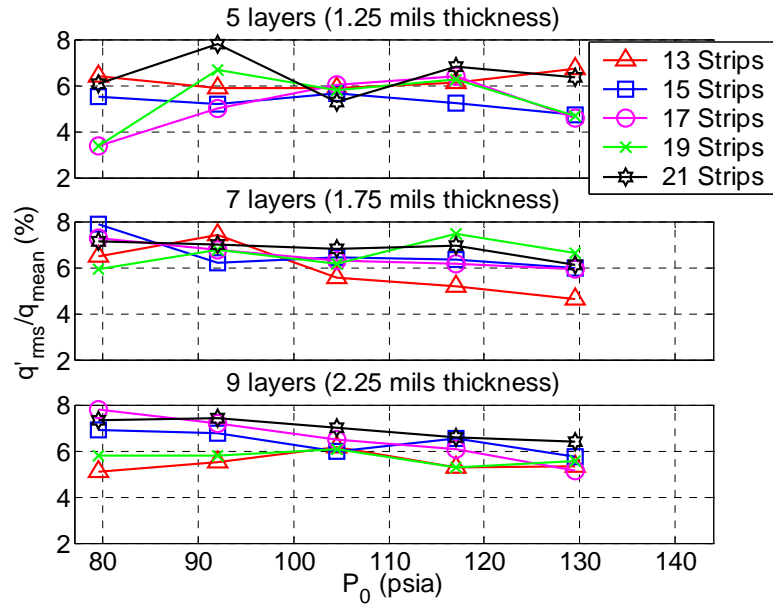 5 layers (1.25 mils thickness)
8
6
4
2
13 Strips
15 Strips
17 Strips
19 Strips
21 Strips
7 layers (1.75 mils thickness)
8
6
4
2
q'rms/qmean (%)
9 layers (2.25 mils thickness)
8
6
4
2
80 90 100 110 120 130 140
P0 (psia)